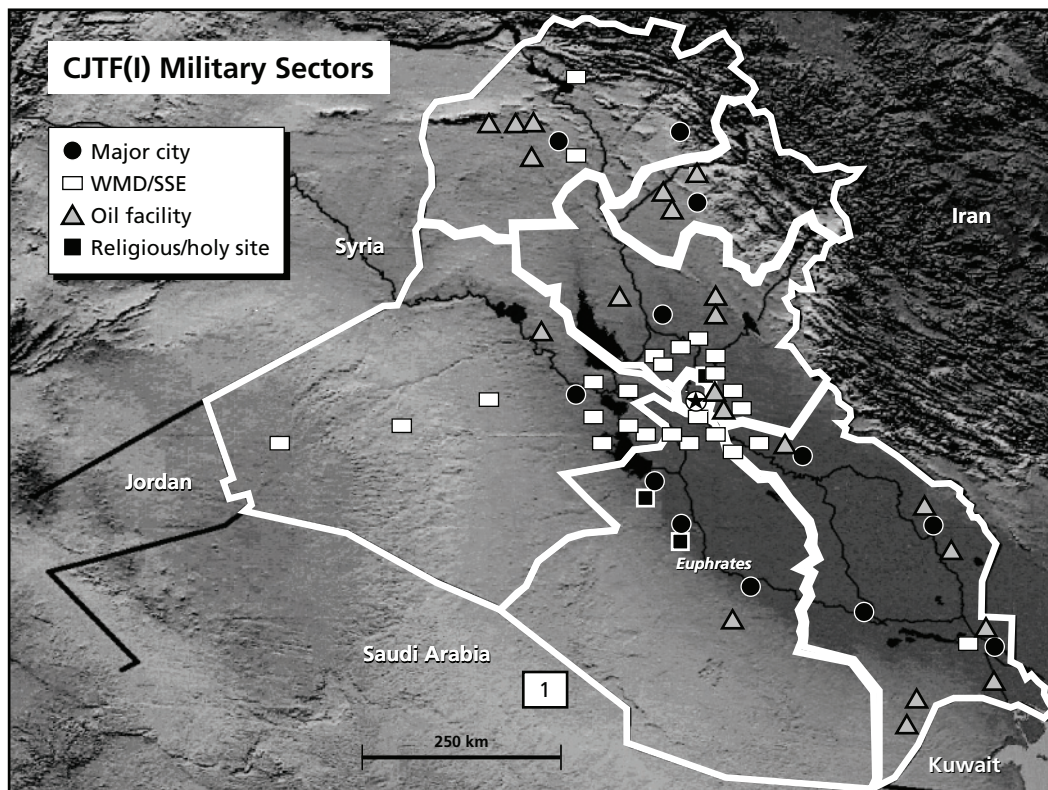 CJTF(I) Military Sectors
Major city
WMD/SSE
Oil facility
Religious/holy site
Syria
Iran
Jordan
Euphrates
Saudi Arabia
1
250 km
Kuwait